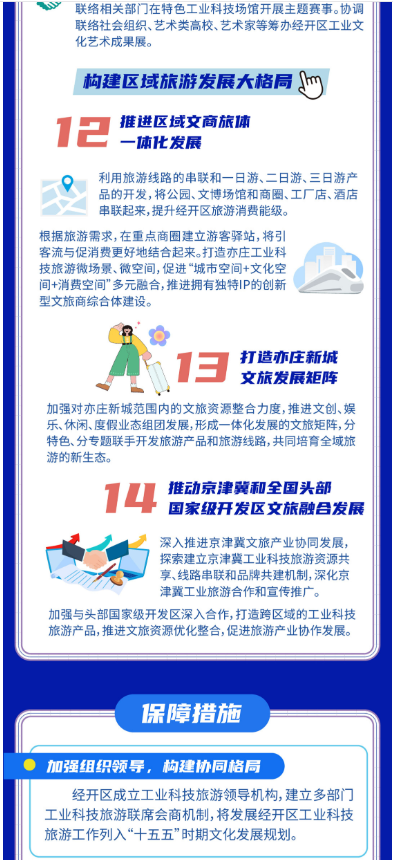 联络相关部门在特色工业科技场馆开展主题赛事。协调
联络社会组织、艺术类高校、艺术家等筹办经开区工业文
化艺术成果展。
构建区域旅游发展大格局
12 推进区域文商旅体
一体化发展
利用旅游线路的串联和一日游、二日游、三日游产
品的开发,将公园、文博场馆和商圈、工厂店、酒店
串联起来,提升经开区旅游消费能级。
根据旅游需求,在重点商圈建立游客驿站,将引
客流与促消费更好地结合起来。打造亦庄工业科
技旅游微场景、微空间,促进“城市空间+文化空
间+消费空间”多元融合,推进拥有独特IP的创新
型文旅商综合体建设。
13 打造亦庄新城
文旅发展矩阵
加强对亦庄新城范围内的文旅资源整合力度,推进文创、娱
乐、休闲、度假业态组团发展,形成一体化发展的文旅矩阵,分
特色、分专题联手开发旅游产品和旅游线路,共同培育全域旅
游的新生态。
14 推动京津冀和全国头部
国家级开发区文旅融合发展
深入推进京津冀文旅产业协同发展,
探索建立京津冀工业科技旅游资源共
享、线路串联和品牌共建机制,深化京
津冀工业旅游合作和宣传推广。
加强与头部国家级开发区深入合作,打造跨区域的工业科技
旅游产品,推进文旅资源优化整合,促进旅游产业协作发展。
保障措施
加强组织领导,构建协同格局
经开区成立工业科技旅游领导机构,建立多部门
工业科技旅游联席会商机制,将发展经开区工业科技
旅游工作列入“十五五”时期文化发展规划。